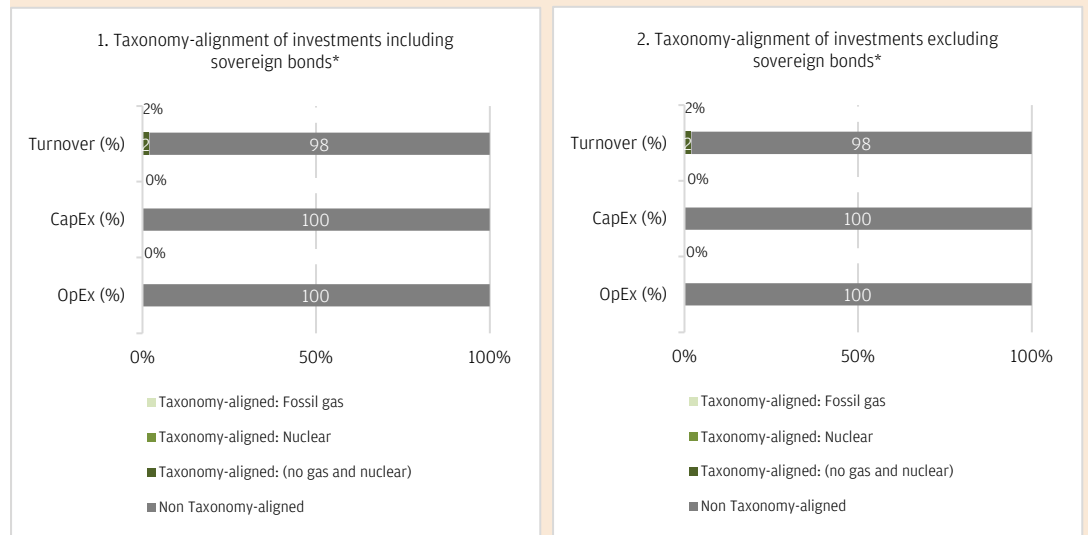 1. Taxonomy-alignment of investments including
sovereign bonds*
2%
Turnover (%)
2
98
0%
CapEx (%)
100
0%
OpEx (%)
100
0%
50%
100%
Taxonomy-aligned: Fossil gas
Taxonomy-aligned: Nuclear
Taxonomy-aligned: (no gas and nuclear)
Non Taxonomy-aligned
2. Taxonomy-alignment of investments excluding
sovereign bonds*
2%
Turnover (%)
2
98
0%
CapEx (%)
100
0%
OpEx (%)
100
0%
50%
100%
Taxonomy-aligned: Fossil gas
Taxonomy-aligned: Nuclear
Taxonomy-aligned: (no gas and nuclear)
Non Taxonomy-aligned